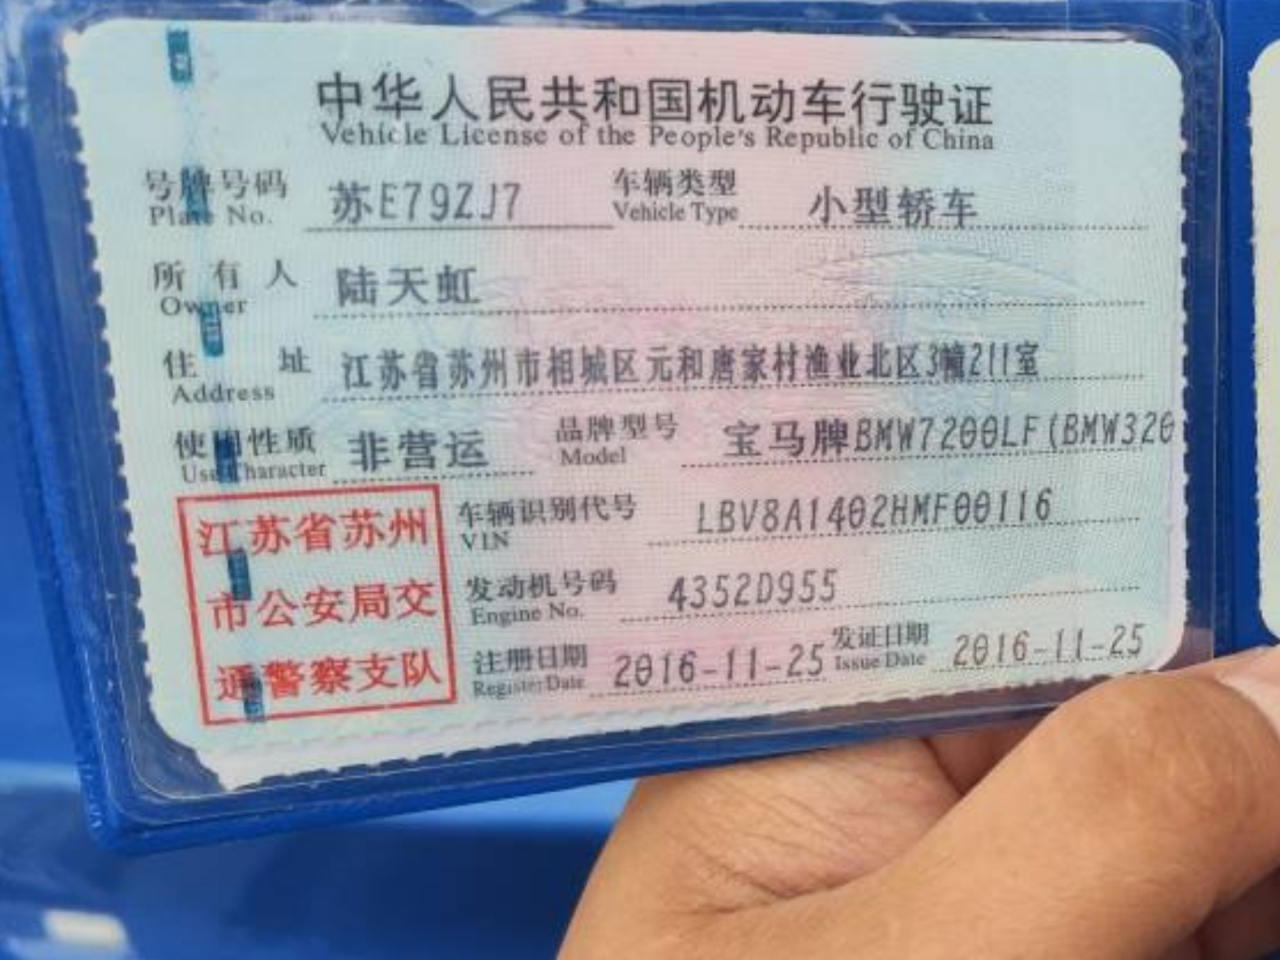 中华人民共和国机动车行驶证
Vehicle License of the People's Republic of China
号牌号码 苏E79ZJ7 车辆类型 小型轿车
Plate No. Vehicle Type
所有人 陆天虹
Owner
住址 江苏省苏州市相城区元和唐家村渔业北区3幢211室
Address
使用性质 非营运 品牌型号 宝马牌BMW7200LF(BMW320
Use Character Model
车辆识别代号 LBV8A1402HMF00116
VIN
发动机号码 4352D955
Engine No.
注册日期 2016-11-25 发证日期 2016-11-25
Register Date Issue Date
江苏省苏州
市公安局交
通警察支队